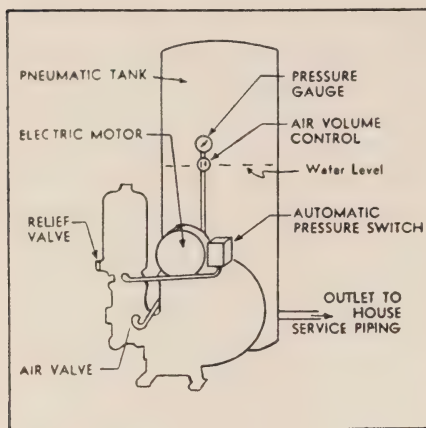 PNEUMATIC TANK
PRESSURE
GAUGE
ELECTRIC MOTOR
AIR VOLUME
CONTROL
Water Level
RELIEF
VALVE
AUTOMATIC
PRESSURE SWITCH
OUTLET TO
HOUSE
SERVICE PIPING
AIR VALVE